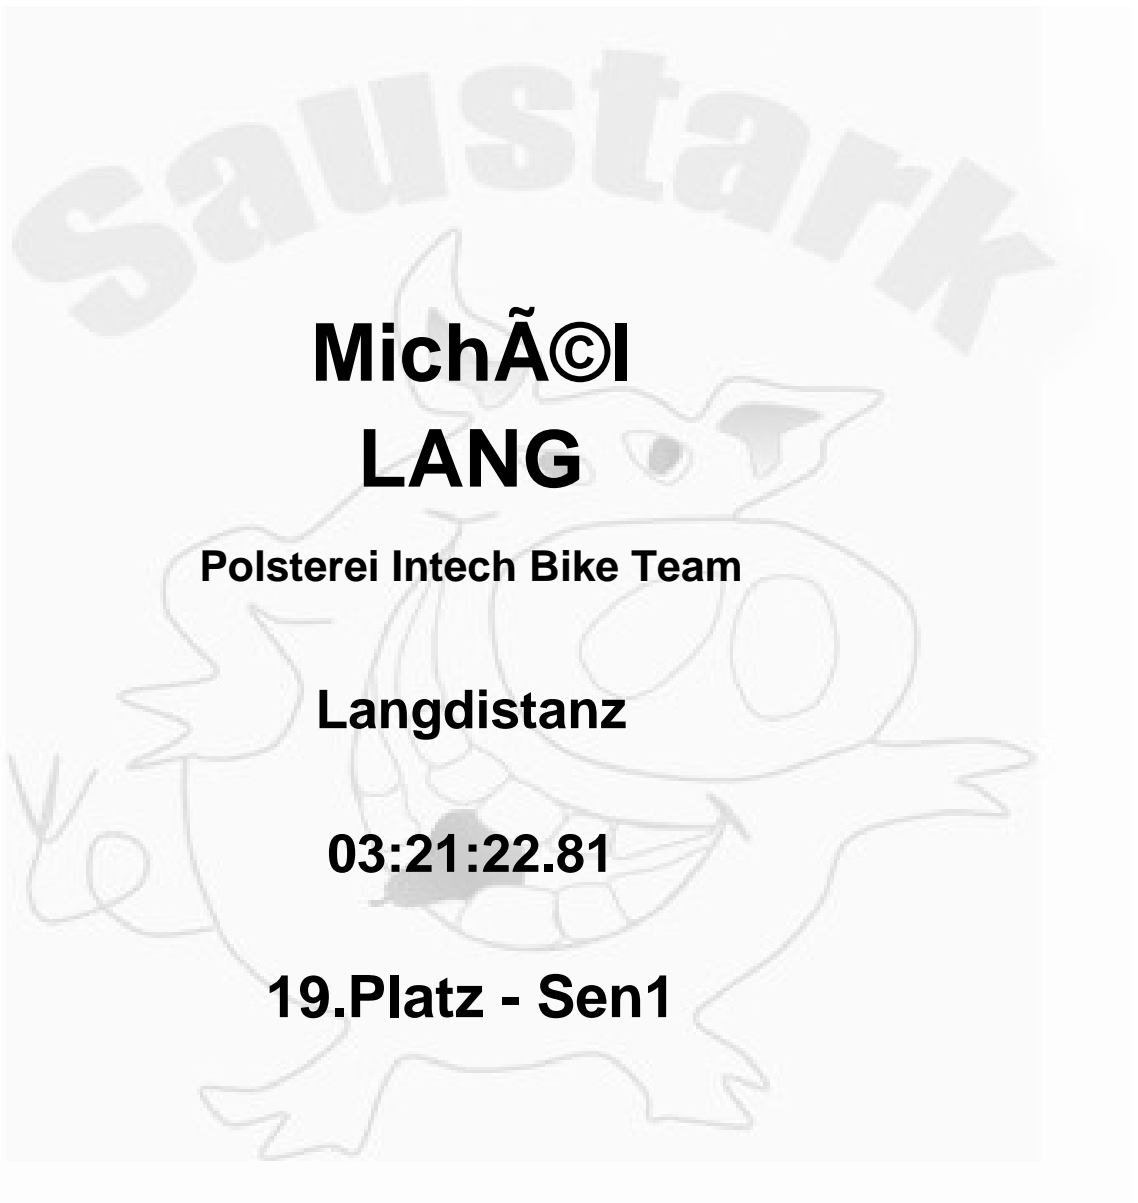 Saustark
MichÃ©l
LANG
Polsterei Intech Bike Team
Langdistanz
03:21:22.81
19.Platz - Sen1